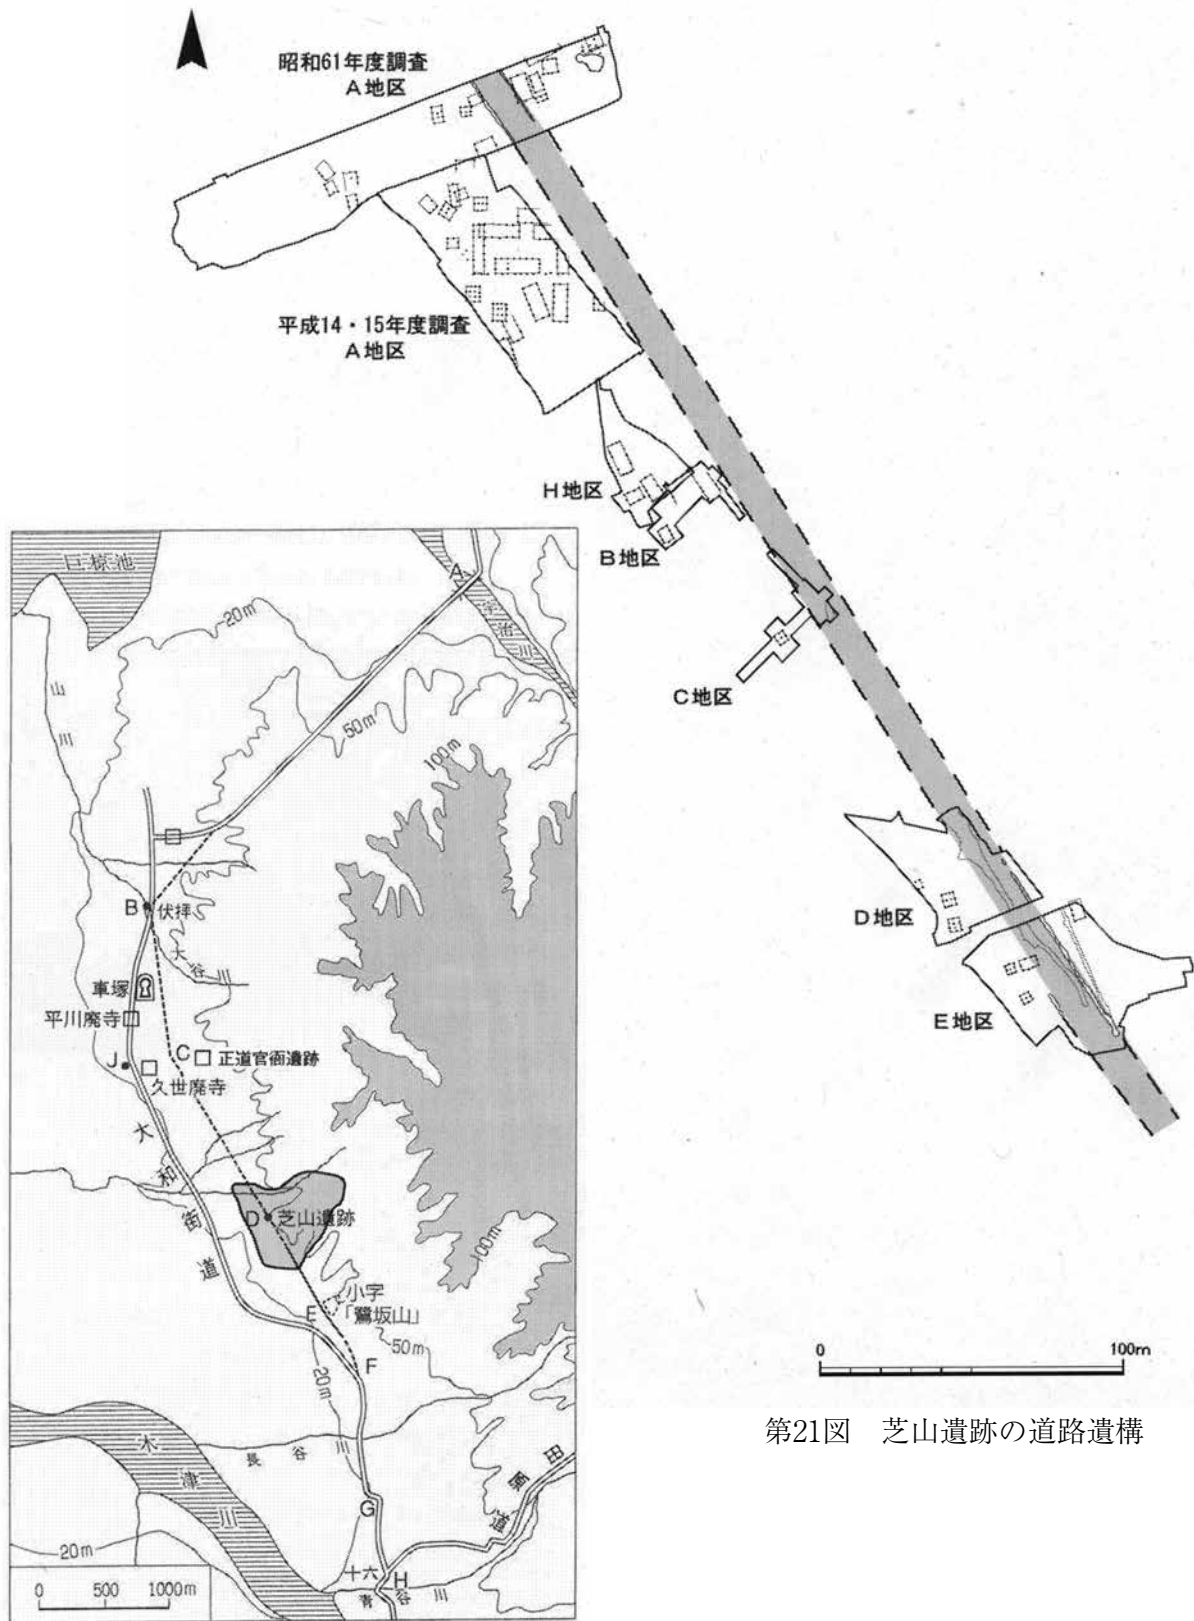 昭和61年度調査
A地区
平成14・15年度調査
A地区
H地区
B地区
C地区
D地区
E地区
0 100m
第21図 芝山遺跡の道路遺構
巨椋池
A
宇治川
20m
山川
50m
100m
B
伏拝
大谷川
車塚
平川廃寺
J
C
正道官衙遺跡
久世廃寺
大和街道
D
芝山遺跡
100m
小字
「鷺坂山」
E
F
50m
20m
長谷川
木津川
G
田原道
20m
十六
H
青谷川
0 500 1000m